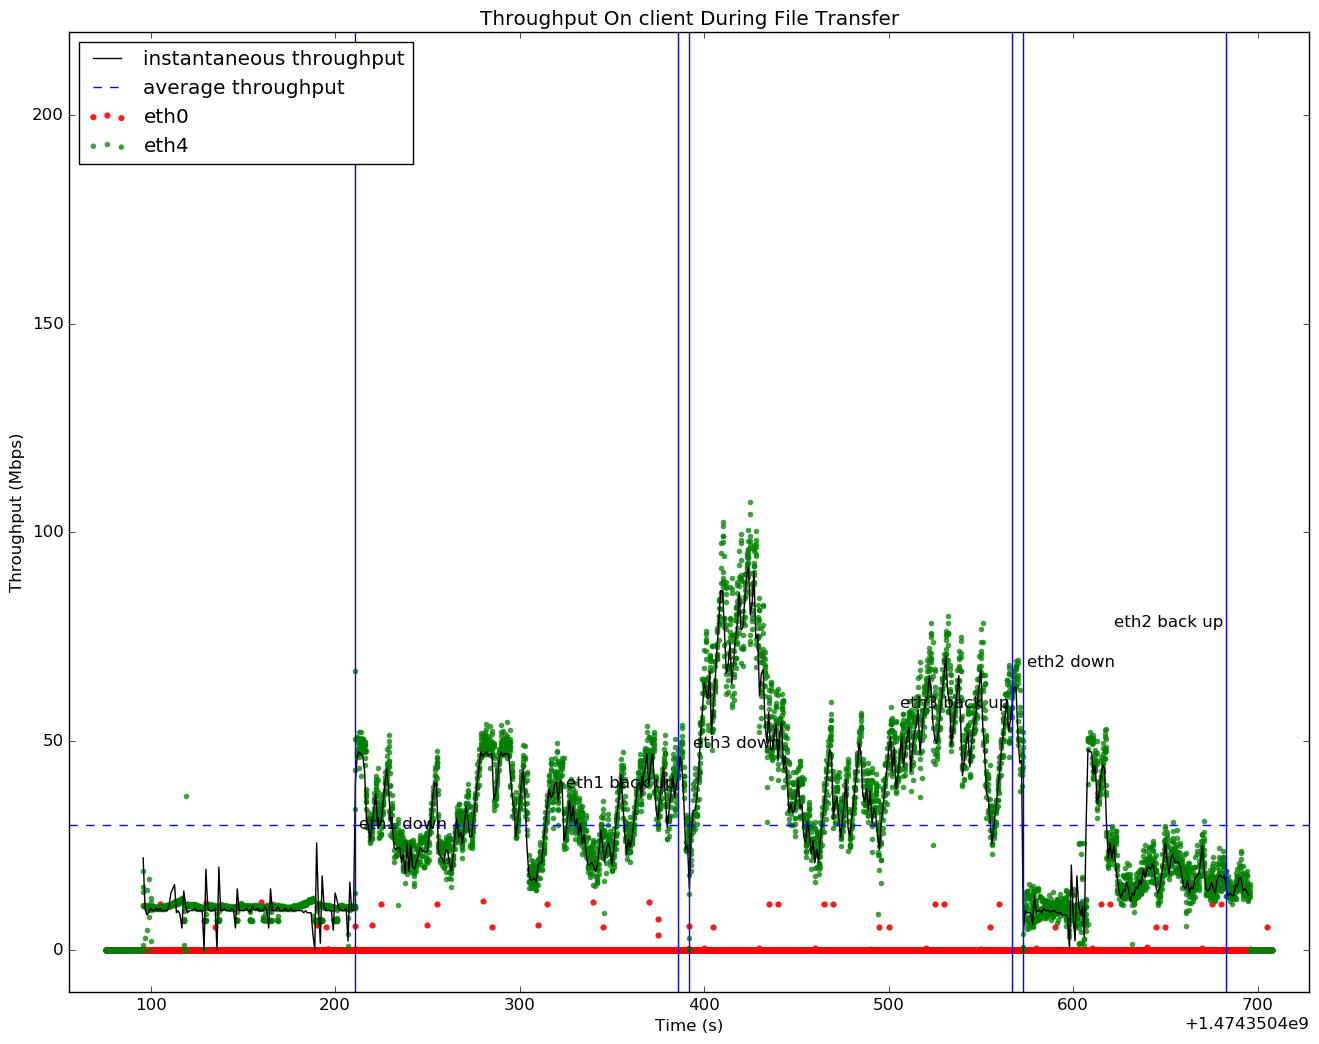 Throughput On client During File Transfer
instantaneous throughput
average throughput
eth0
eth4
200
150
100
50
0
Throughput (Mbps)
eth2 back up
eth2 down
eth3 back up
eth3 down
eth1 back up
eth1 down
100
200
300
400
500
600
700
Time (s)
+1.4743504e9